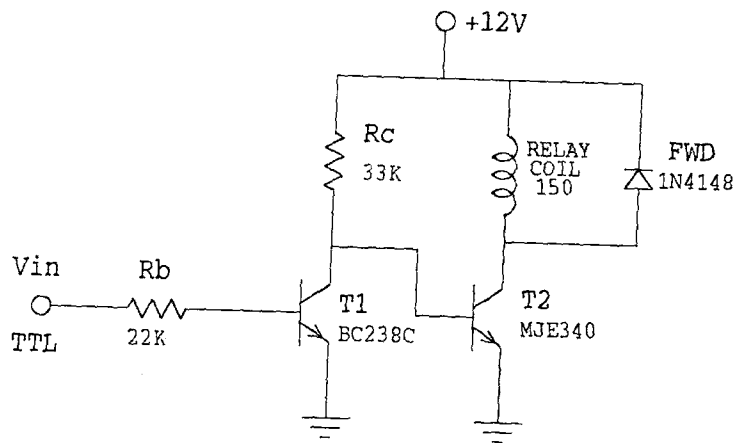 +12V
Rc
33K
RELAY
COIL
150
FWD
1N4148
Vin
TTL
Rb
22K
T1
BC238C
T2
MJE340